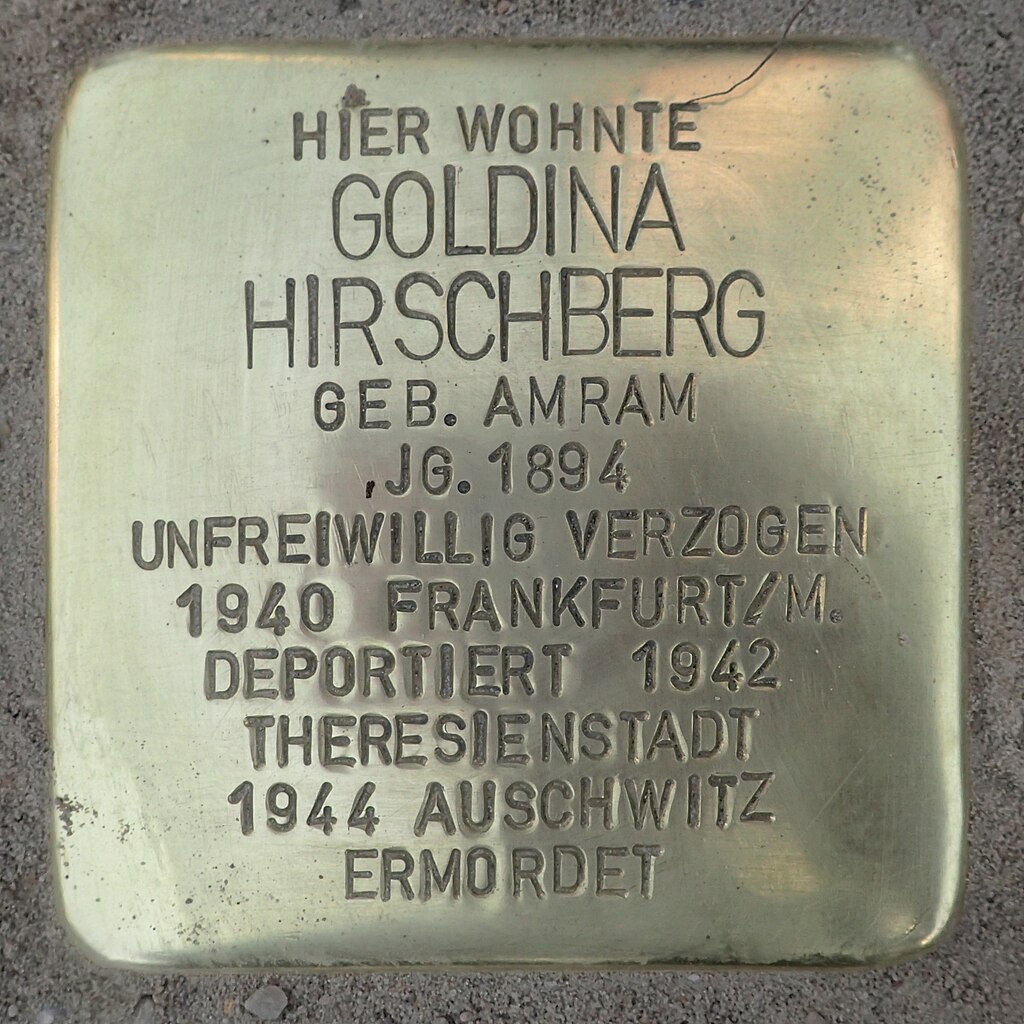 HIER WOHNTE
GOLDINA
HIRSCHBERG
GEB. AMRAM
JG. 1894
UNFREIWILLIG VERZOGEN
1940 FRANKFURT/M.
DEPORTIERT 1942
THERESIENSTADT
1944 AUSCHWITZ
ERMORDET